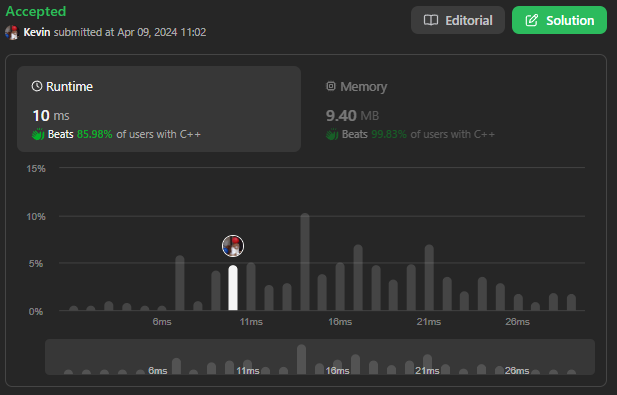 Accepted
Kevin submitted at Apr 09, 2024 11:02
Editorial
Solution
Runtime
10 ms
Beats 85.98% of users with C++
Memory
9.40 MB
Beats 99.83% of users with C++
15%
10%
5%
0%
6ms 11ms 16ms 21ms 26ms
6ms 11ms 16ms 21ms 26ms